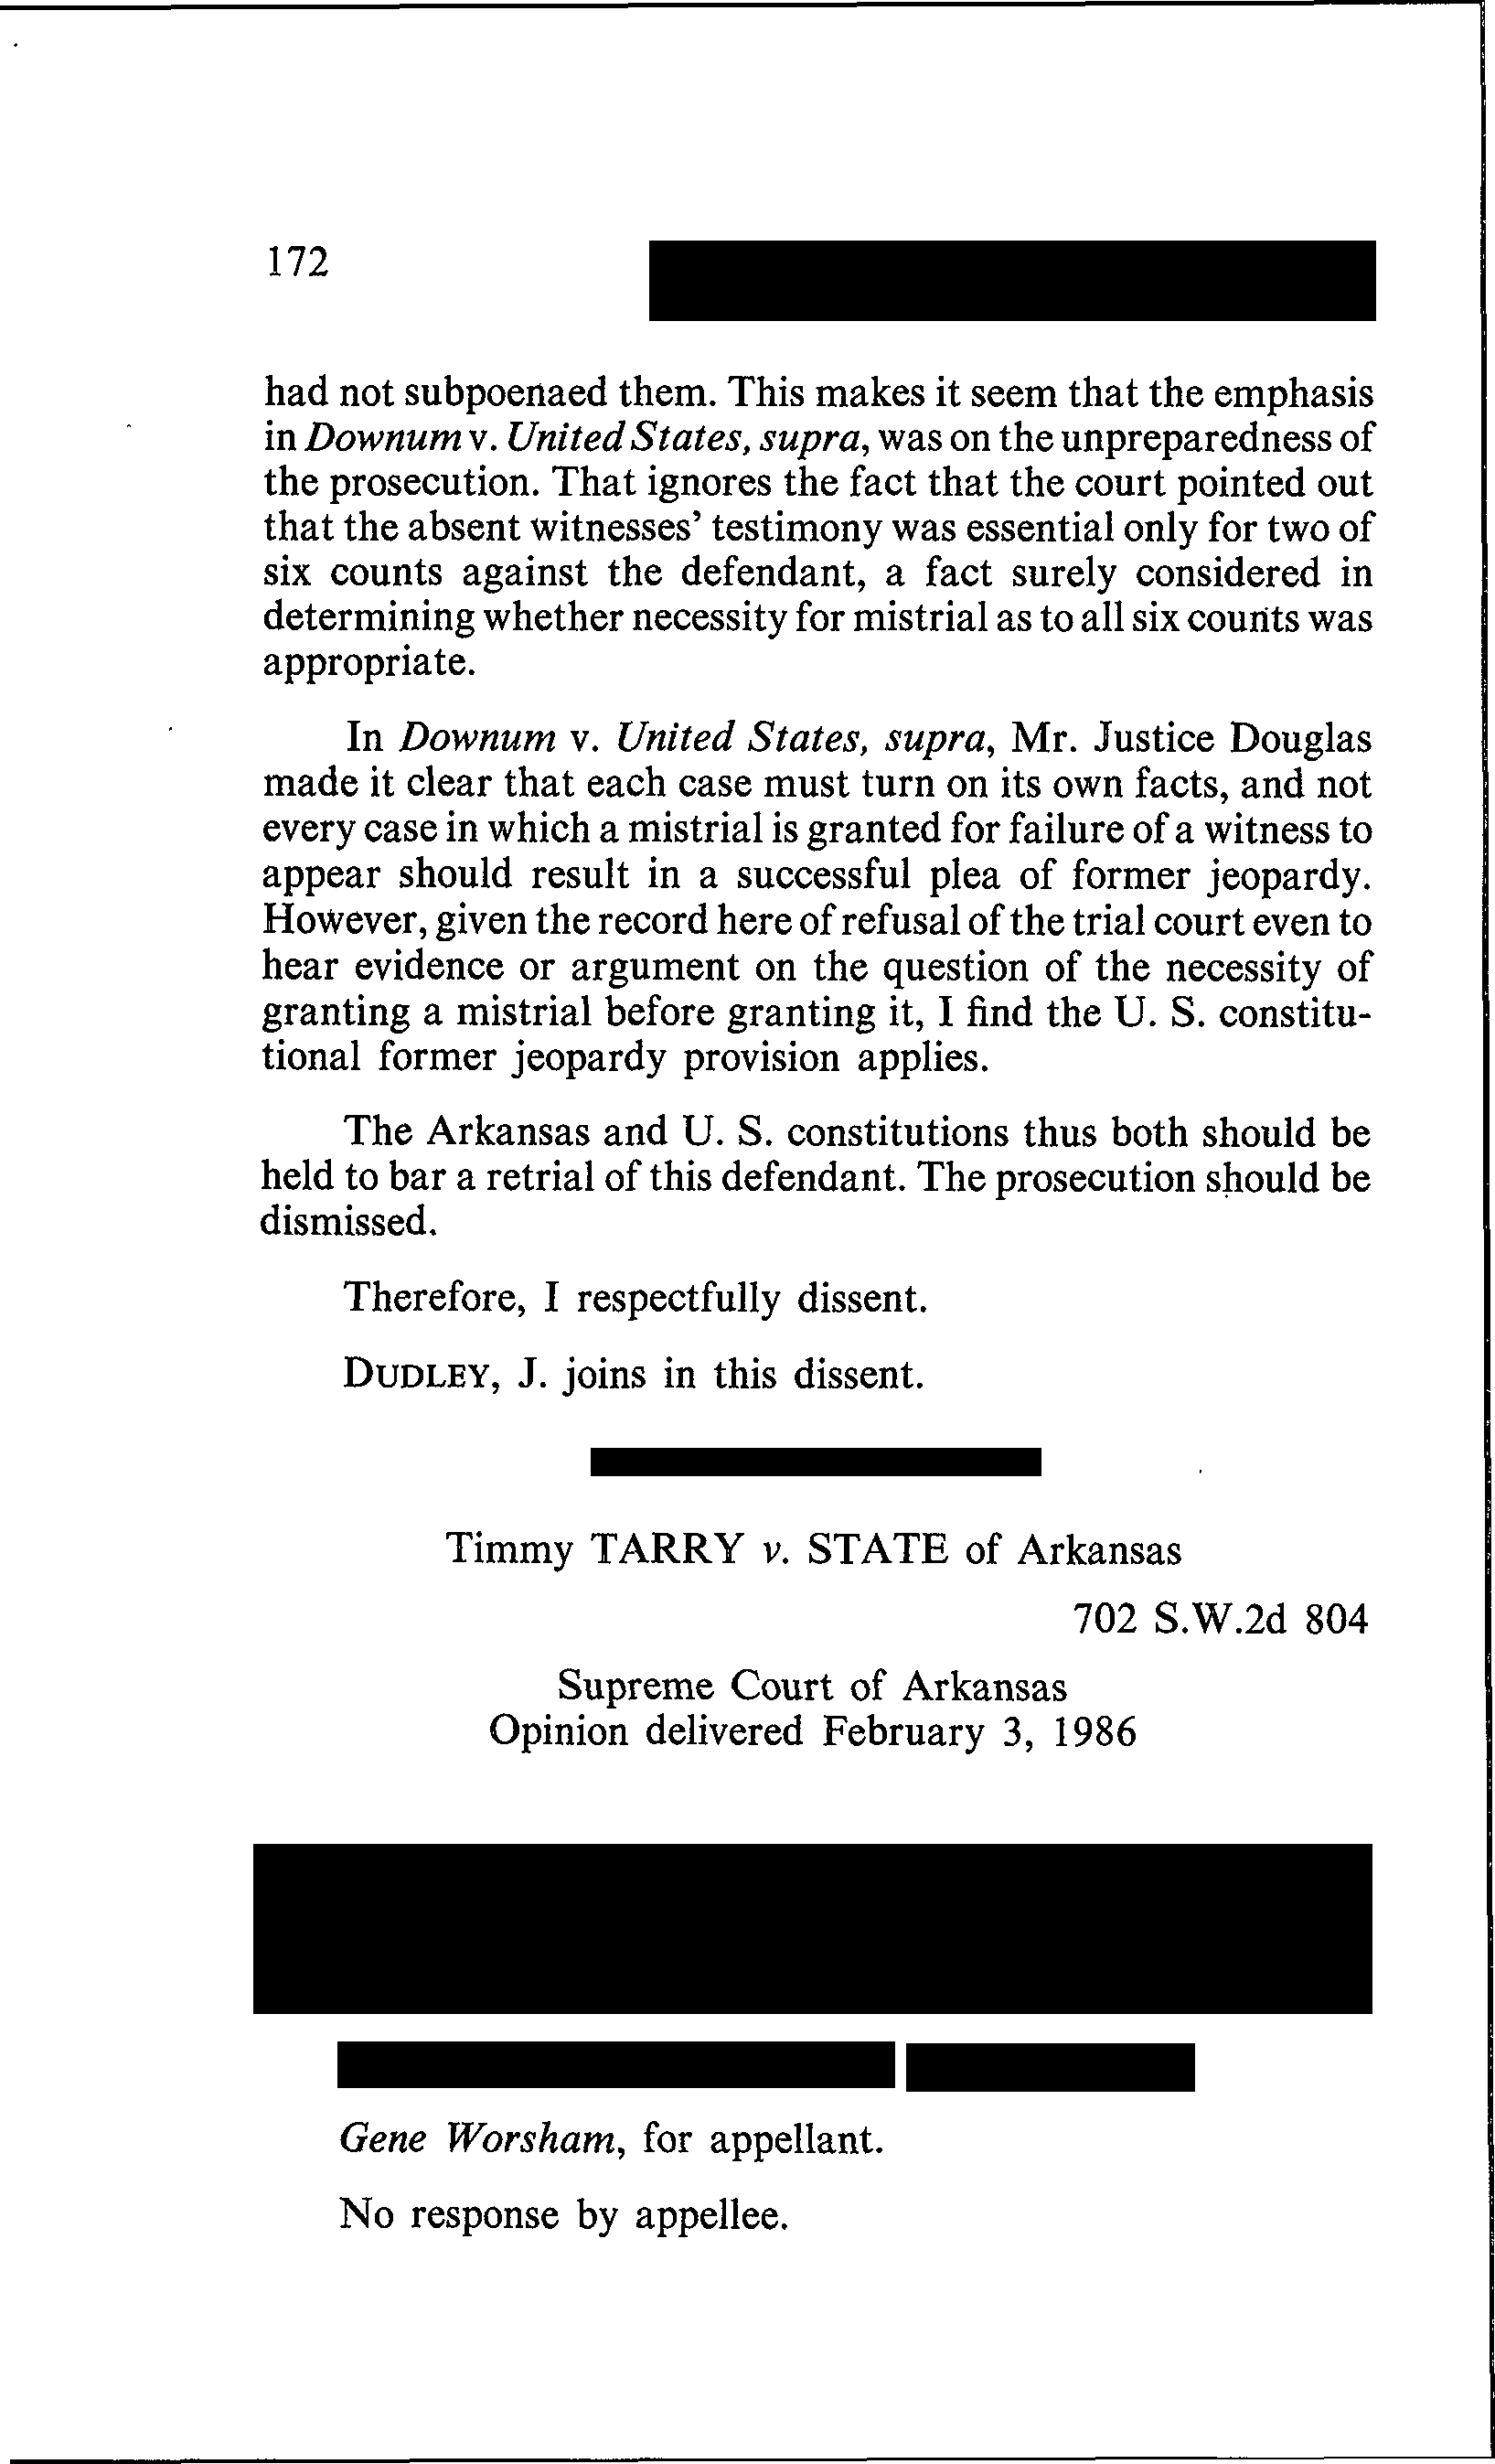 172
had not subpoenaed them. This makes it seem that the emphasis
in Downum v. United States, supra, was on the unpreparedness of
the prosecution. That ignores the fact that the court pointed out
that the absent witnesses' testimony was essential only for two of
six counts against the defendant, a fact surely considered in
determining whether necessity for mistrial as to all six counts was
appropriate.
In Downum v. United States, supra, Mr. Justice Douglas
made it clear that each case must turn on its own facts, and not
every case in which a mistrial is granted for failure of a witness to
appear should result in a successful plea of former jeopardy.
However, given the record here of refusal of the trial court even to
hear evidence or argument on the question of the necessity of
granting a mistrial before granting it, I find the U. S. constitu-
tional former jeopardy provision applies.
The Arkansas and U. S. constitutions thus both should be
held to bar a retrial of this defendant. The prosecution should be
dismissed.
Therefore, I respectfully dissent.
DUDLEY, J. joins in this dissent.
Timmy TARRY v. STATE of Arkansas
702 S.W.2d 804
Supreme Court of Arkansas
Opinion delivered February 3, 1986
Gene Worsham, for appellant.
No response by appellee.